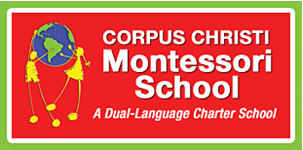 CORPUS CHRISTI
Montessori
School
A Dual-Language Charter School